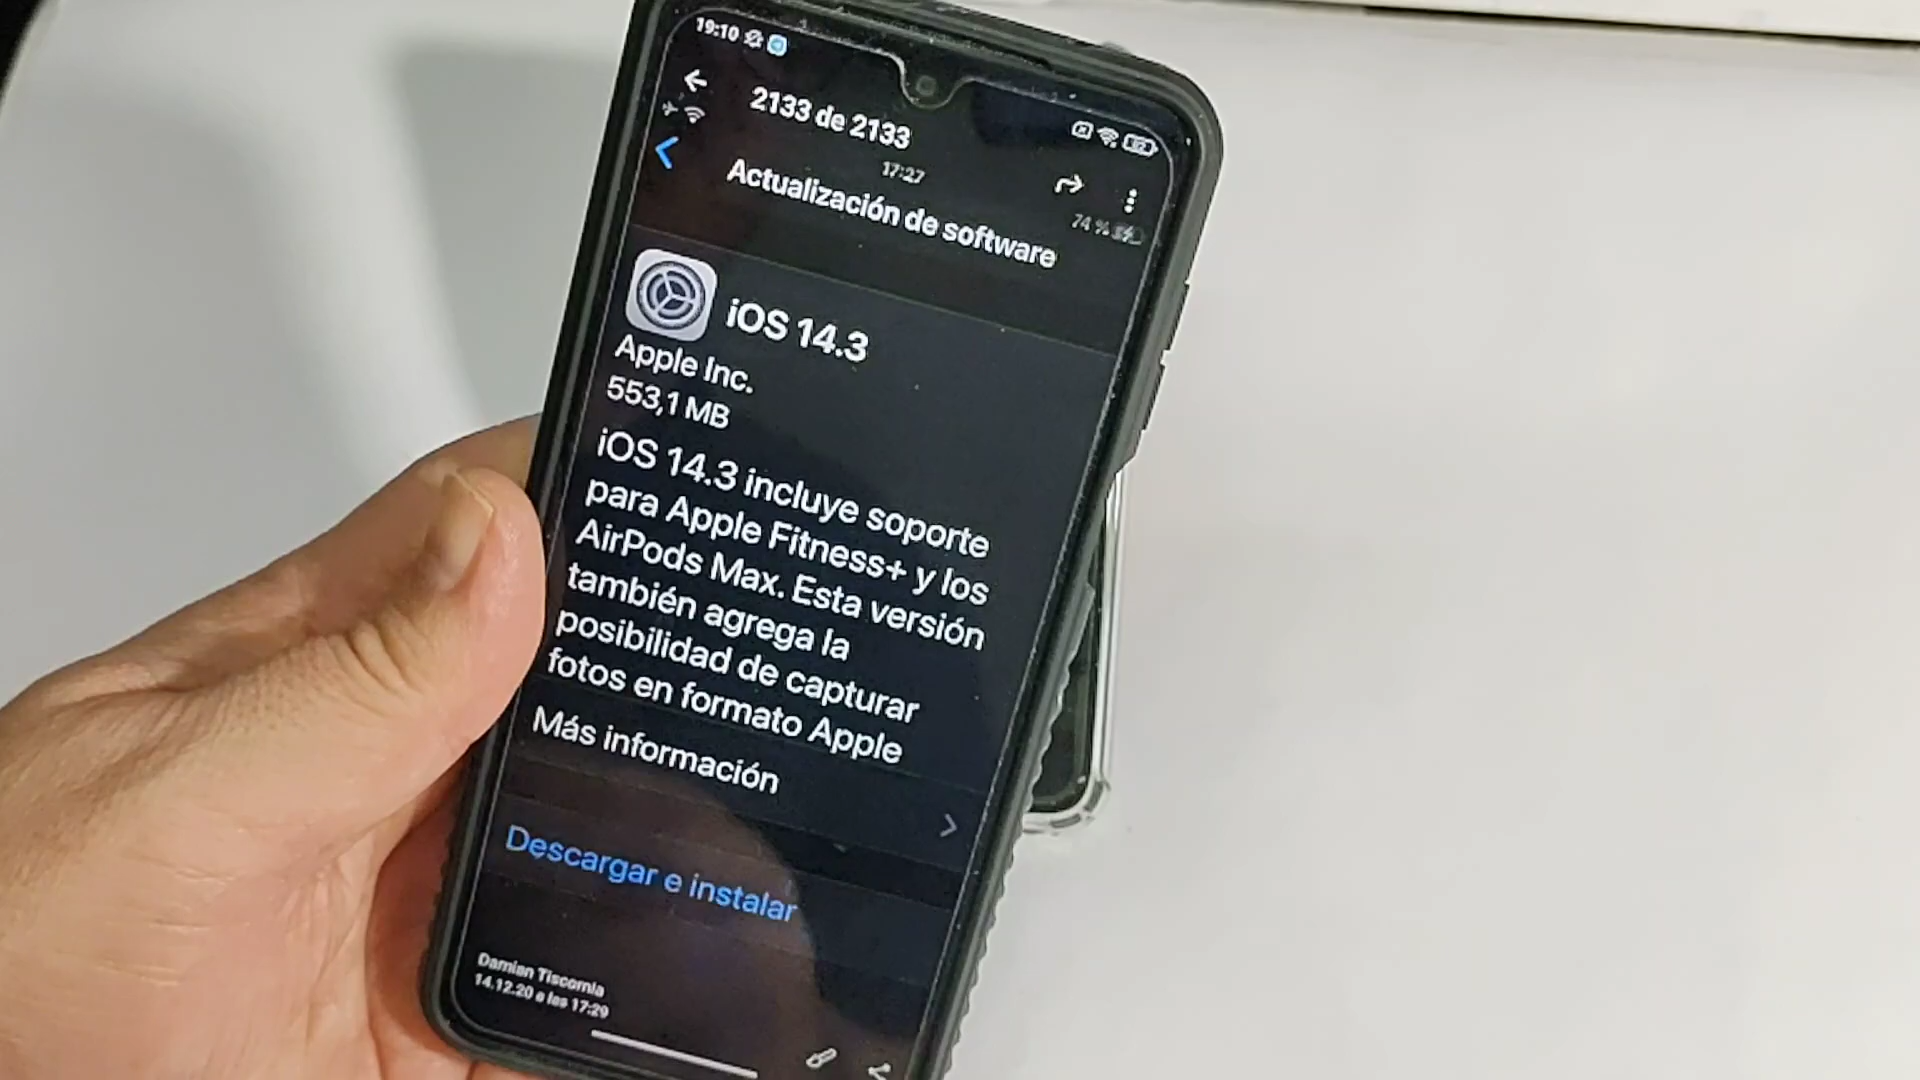 19:10
2133 de 2133
17:27
74 %
Actualización de software
iOS 14.3
Apple Inc.
553,1 MB
iOS 14.3 incluye soporte
para Apple Fitness+ y los
AirPods Max. Esta versión
también agrega la
posibilidad de capturar
fotos en formato Apple
Más información
Descargar e instalar
Damian Tiscornia
14.12.20 a las 17:29